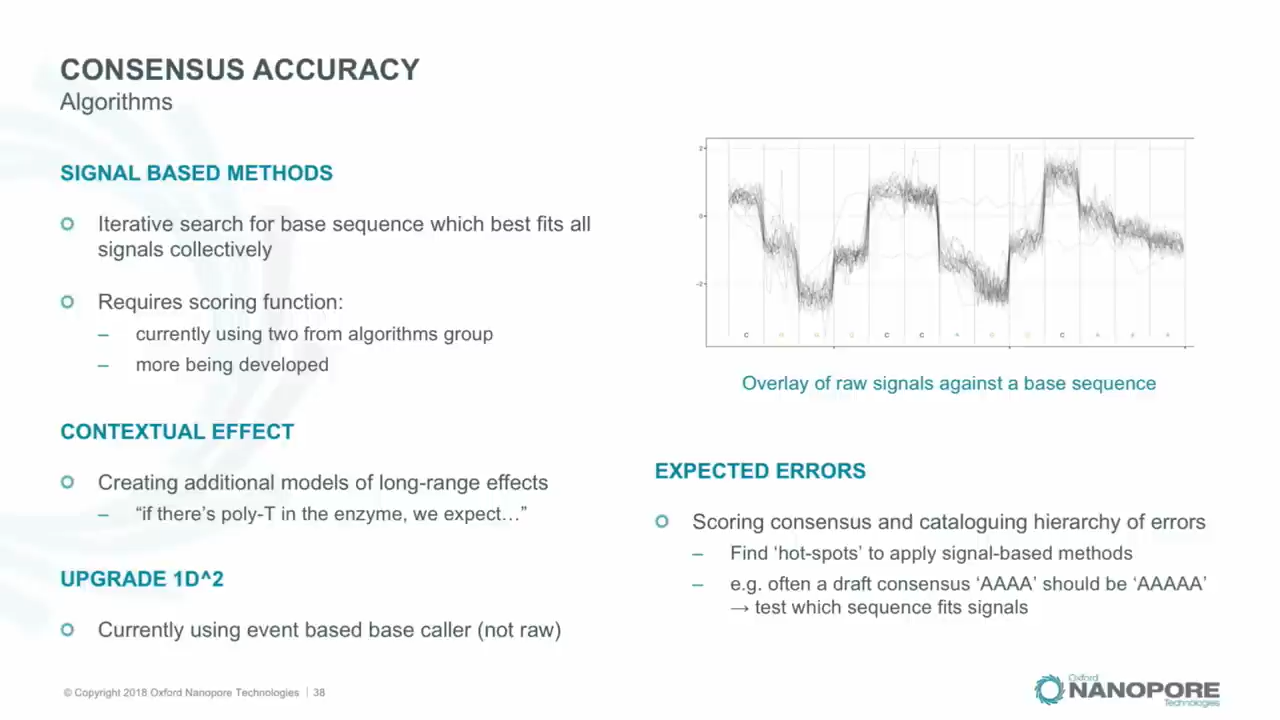 CONSENSUS ACCURACY
Algorithms
SIGNAL BASED METHODS
Iterative search for base sequence which best fits all
signals collectively
Requires scoring function:
– currently using two from algorithms group
– more being developed
CONTEXTUAL EFFECT
Creating additional models of long-range effects
– “if there’s poly-T in the enzyme, we expect…”
UPGRADE 1D^2
Currently using event based base caller (not raw)
2
0
-2
C
C C
C
Overlay of raw signals against a base sequence
EXPECTED ERRORS
Scoring consensus and cataloguing hierarchy of errors
– Find ‘hot-spots’ to apply signal-based methods
– e.g. often a draft consensus ‘AAAA’ should be ‘AAAAA’
→ test which sequence fits signals
© Copyright 2018 Oxford Nanopore Technologies | 38
Oxford
NANOPORE
Technologies